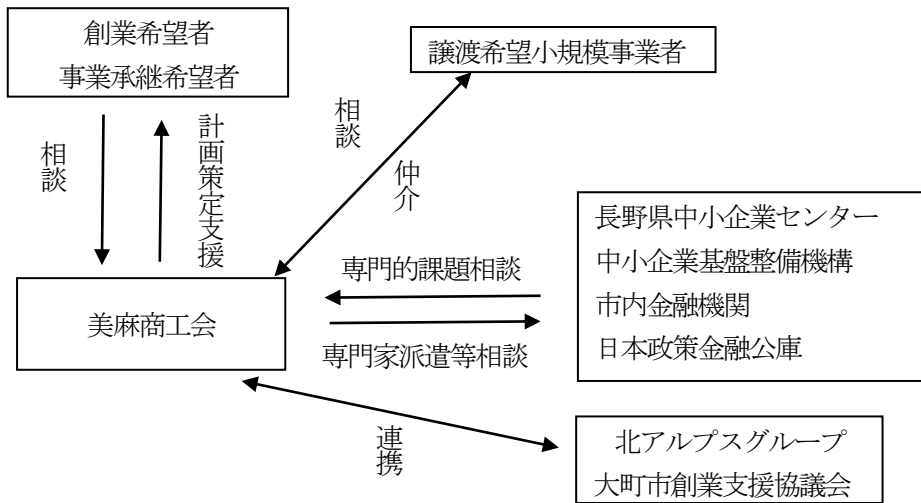 創業希望者
事業承継希望者
譲渡希望小規模事業者
相談
計画策定支援
相談
仲介
長野県中小企業センター
中小企業基盤整備機構
市内金融機関
日本政策金融公庫
専門的課題相談
美麻商工会
専門家派遣等相談
連携
北アルプスグループ
大町市創業支援協議会